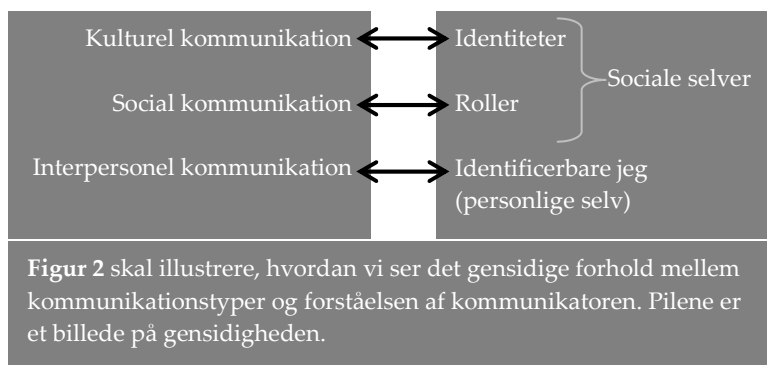 Kulturel kommunikation Identiteter
Sociale selver
Social kommunikation Roller
Interpersonel kommunikation Identificerbare jeg
(personlige selv)
Figur 2 skal illustrere, hvordan vi ser det gensidige forhold mellem
kommunikationstyper og forståelsen af kommunikatoren. Pilene er
et billede på gensidigheden.